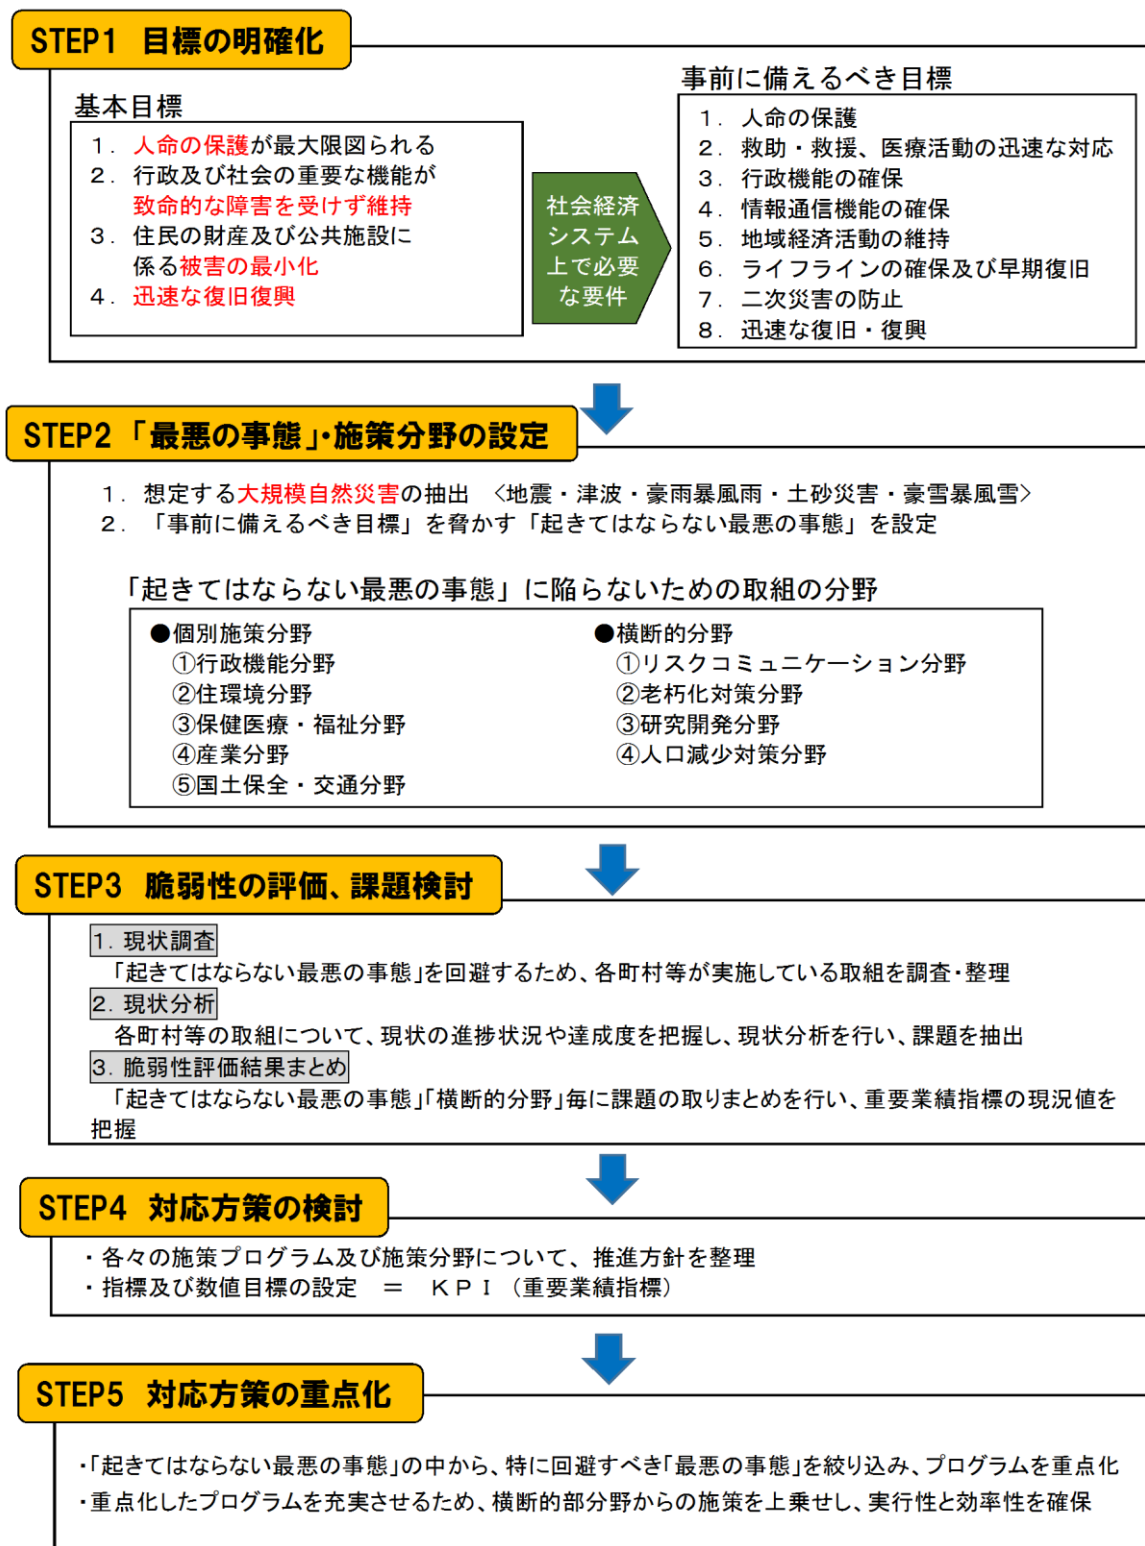 STEP1 目標の明確化
基本目標
1. 人命の保護が最大限図られる
2. 行政及び社会の重要な機能が
致命的な障害を受けず維持
3. 住民の財産及び公共施設に
係る被害の最小化
4. 迅速な復旧復興
社会経済
システム
上で必要
な要件
事前に備えるべき目標
1. 人命の保護
2. 救助・救援、医療活動の迅速な対応
3. 行政機能の確保
4. 情報通信機能の確保
5. 地域経済活動の維持
6. ライフラインの確保及び早期復旧
7. 二次災害の防止
8. 迅速な復旧・復興
STEP2 「最悪の事態」・施策分野の設定
1. 想定する大規模自然災害の抽出 <地震・津波・豪雨暴風雨・土砂災害・豪雪暴風雪>
2. 「事前に備えるべき目標」を脅かす「起きてはならない最悪の事態」を設定
「起きてはならない最悪の事態」に陥らないための取組の分野
●個別施策分野
①行政機能分野
②住環境分野
③保健医療・福祉分野
④産業分野
⑤国土保全・交通分野
●横断的分野
①リスクコミュニケーション分野
②老朽化対策分野
③研究開発分野
④人口減少対策分野
STEP3 脆弱性の評価、課題検討
1. 現状調査
「起きてはならない最悪の事態」を回避するため、各町村等が実施している取組を調査・整理
2. 現状分析
各町村等の取組について、現状の進捗状況や達成度を把握し、現状分析を行い、課題を抽出
3. 脆弱性評価結果まとめ
「起きてはならない最悪の事態」「横断的分野」毎に課題の取りまとめを行い、重要業績指標の現況値を
把握
STEP4 対応方策の検討
・各々の施策プログラム及び施策分野について、推進方針を整理
・指標及び数値目標の設定 = KPI(重要業績指標)
STEP5 対応方策の重点化
・「起きてはならない最悪の事態」の中から、特に回避すべき「最悪の事態」を絞り込み、プログラムを重点化
・重点化したプログラムを充実させるため、横断的部分野からの施策を上乗せし、実行性と効率性を確保